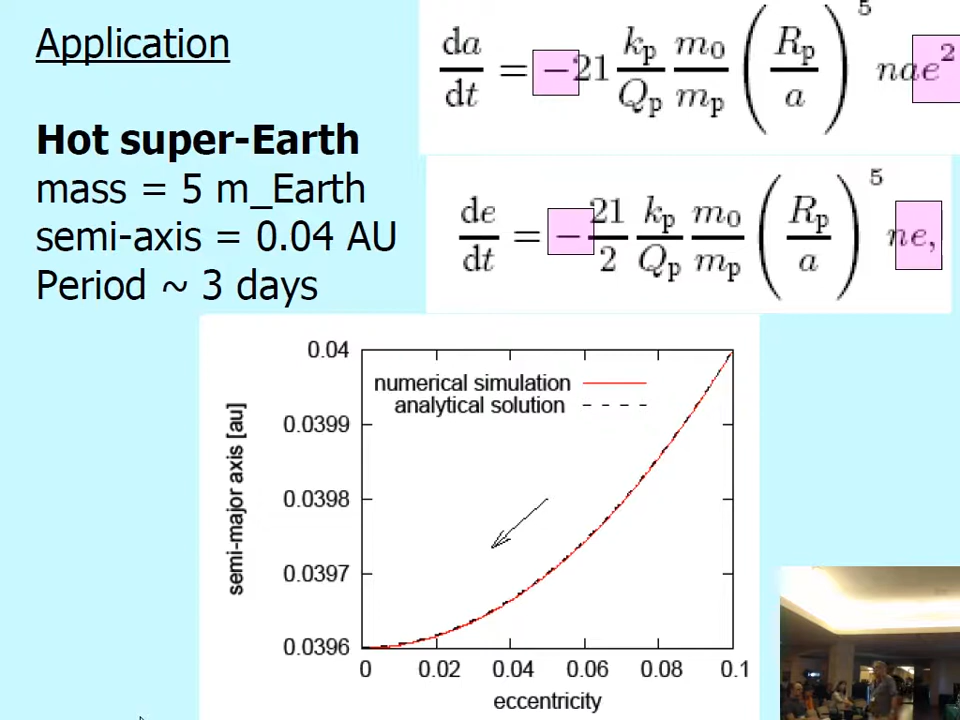 Application
da/dt = −21 k_p/Q_p m_0/m_p (R_p/a)^5 nae^2
Hot super-Earth
mass = 5 m_Earth
semi-axis = 0.04 AU
Period ~ 3 days
de/dt = −21/2 k_p/Q_p m_0/m_p (R_p/a)^5 ne,
0.04
0.0399
0.0398
0.0397
0.0396
semi-major axis [au]
numerical simulation
analytical solution
0 0.02 0.04 0.06 0.08 0.1
eccentricity